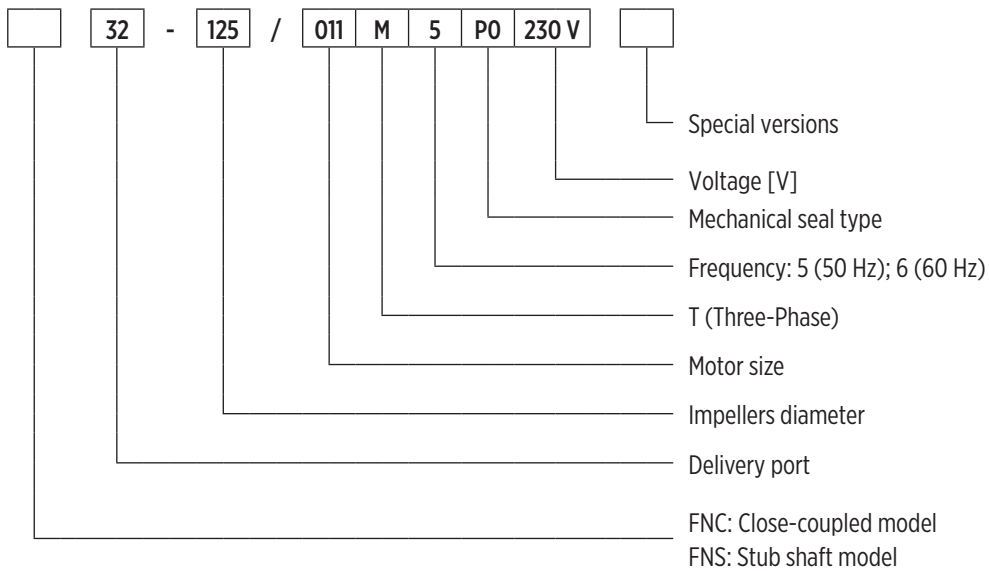 32 - 125 / 011 M 5 P0 230 V
Special versions
Voltage [V]
Mechanical seal type
Frequency: 5 (50 Hz); 6 (60 Hz)
T (Three-Phase)
Motor size
Impellers diameter
Delivery port
FNC: Close-coupled model
FNS: Stub shaft model